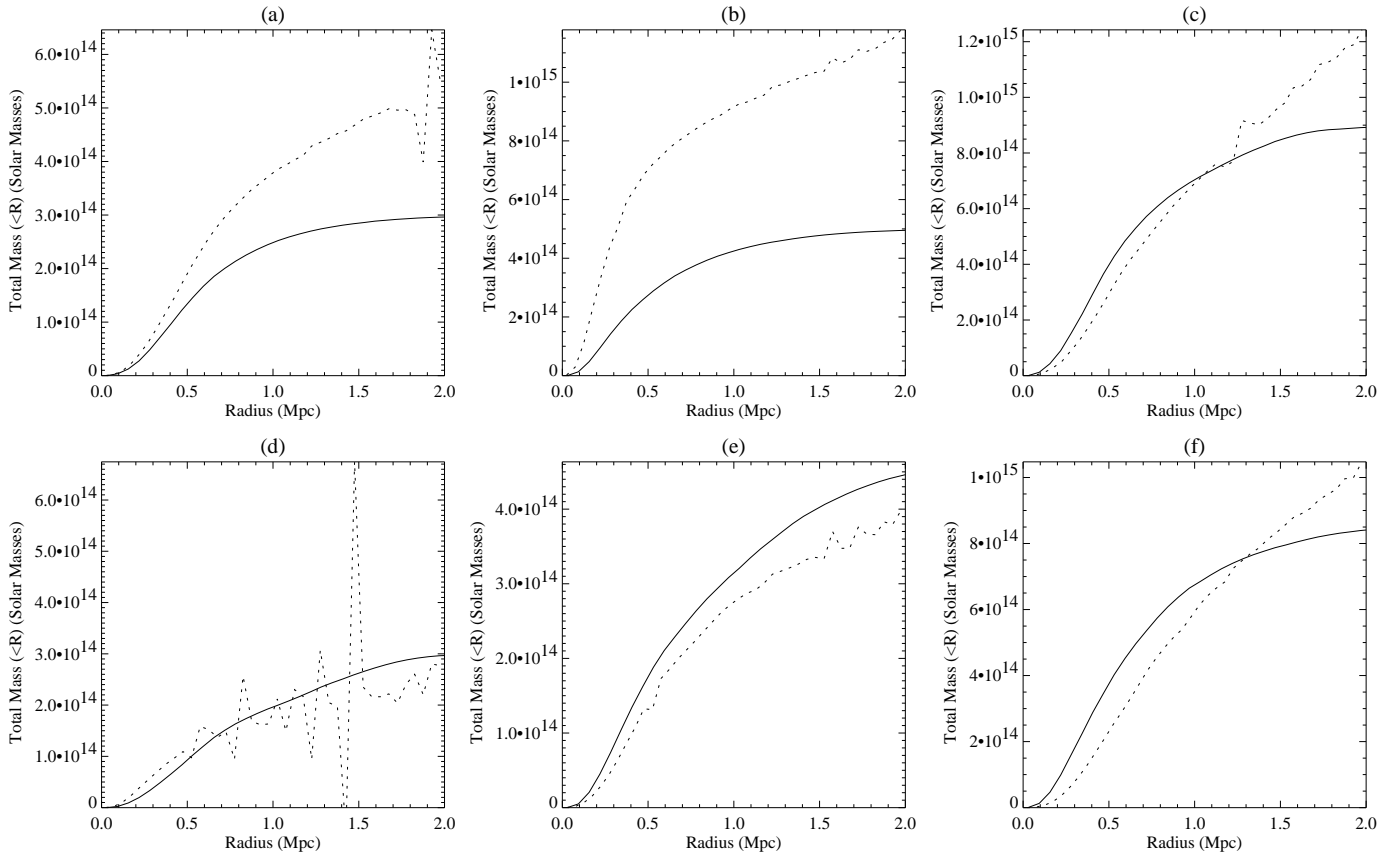 (a)
Total Mass (<R) (Solar Masses)
6.0•10^14
5.0•10^14
4.0•10^14
3.0•10^14
2.0•10^14
1.0•10^14
0
0.0 0.5 1.0 1.5 2.0
Radius (Mpc)
(b)
Total Mass (<R) (Solar Masses)
1•10^15
8•10^14
6•10^14
4•10^14
2•10^14
0
0.0 0.5 1.0 1.5 2.0
Radius (Mpc)
(c)
Total Mass (<R) (Solar Masses)
1.2•10^15
1.0•10^15
8.0•10^14
6.0•10^14
4.0•10^14
2.0•10^14
0
0.0 0.5 1.0 1.5 2.0
Radius (Mpc)
(d)
Total Mass (<R) (Solar Masses)
6.0•10^14
5.0•10^14
4.0•10^14
3.0•10^14
2.0•10^14
1.0•10^14
0
0.0 0.5 1.0 1.5 2.0
Radius (Mpc)
(e)
Total Mass (<R) (Solar Masses)
4.0•10^14
3.0•10^14
2.0•10^14
1.0•10^14
0
0.0 0.5 1.0 1.5 2.0
Radius (Mpc)
(f)
Total Mass (<R) (Solar Masses)
1•10^15
8•10^14
6•10^14
4•10^14
2•10^14
0
0.0 0.5 1.0 1.5 2.0
Radius (Mpc)